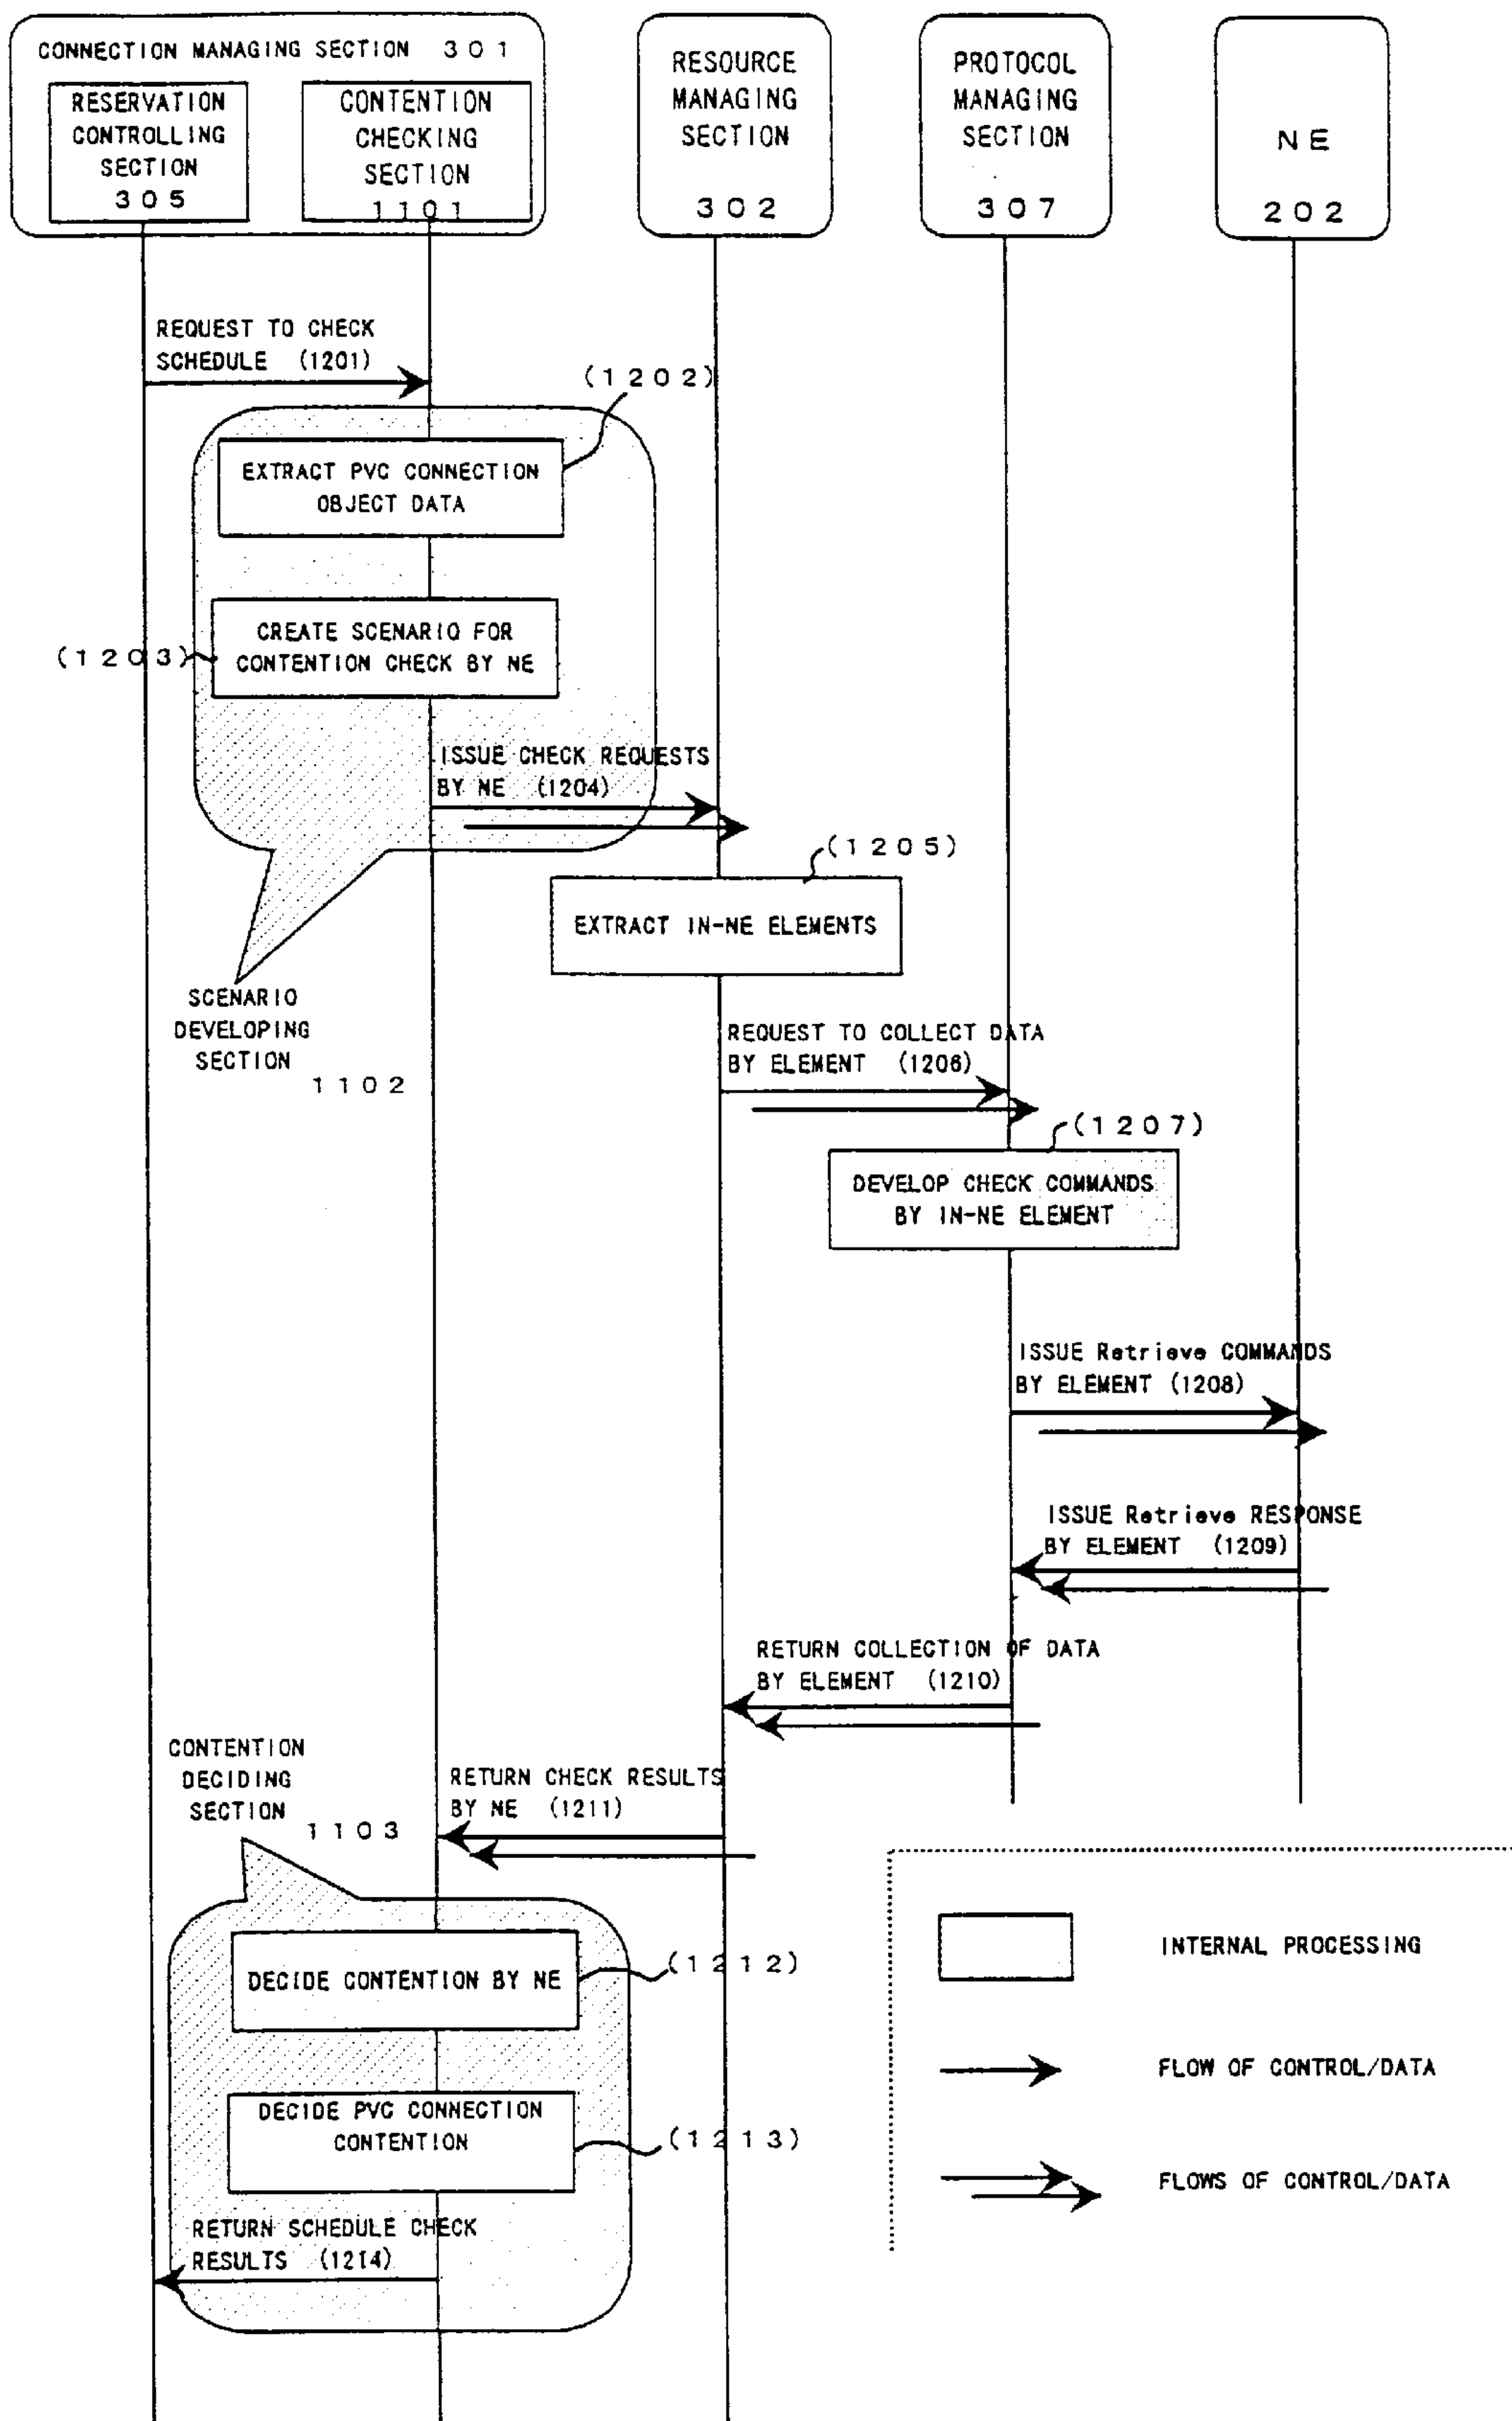 CONNECTION MANAGING SECTION 301
RESERVATION
CONTROLLING
SECTION
305
CONTENTION
CHECKING
SECTION
1101
RESOURCE
MANAGING
SECTION
302
PROTOCOL
MANAGING
SECTION
307
NE
202
REQUEST TO CHECK
SCHEDULE (1201)
(1202)
EXTRACT PVC CONNECTION
OBJECT DATA
CREATE SCENARIO FOR
CONTENTION CHECK BY NE
(1203)
ISSUE CHECK REQUESTS
BY NE (1204)
(1205)
EXTRACT IN-NE ELEMENTS
SCENARIO
DEVELOPING
SECTION
1102
REQUEST TO COLLECT DATA
BY ELEMENT (1206)
(1207)
DEVELOP CHECK COMMANDS
BY IN-NE ELEMENT
ISSUE Retrieve COMMANDS
BY ELEMENT (1208)
ISSUE Retrieve RESPONSE
BY ELEMENT (1209)
RETURN COLLECTION OF DATA
BY ELEMENT (1210)
CONTENTION
DECIDING
SECTION
1103
RETURN CHECK RESULTS
BY NE (1211)
DECIDE CONTENTION BY NE
(1212)
DECIDE PVC CONNECTION
CONTENTION
(1213)
RETURN SCHEDULE CHECK
RESULTS (1214)
INTERNAL PROCESSING
FLOW OF CONTROL/DATA
FLOWS OF CONTROL/DATA